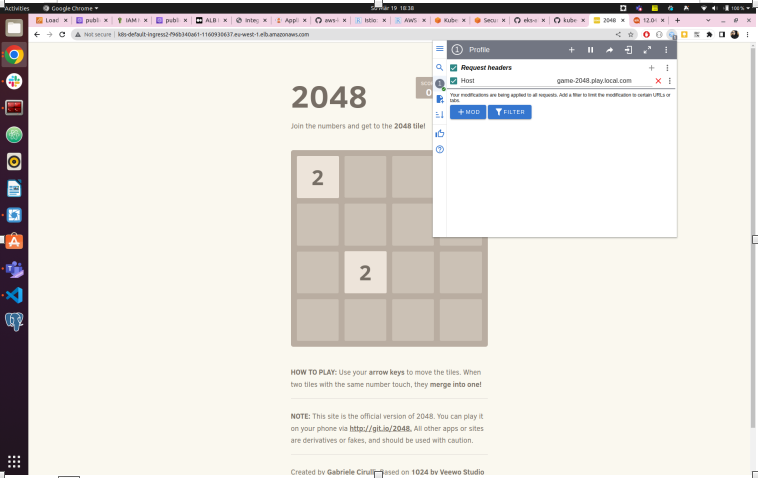 Activities
Google Chrome
So Mär 19 18:38
100 %
Load
publi
IAM I
publi
ALB I
Integ
Appli
aws-l
Istio
AWS
Kube
Secu
eks-a
kube
2048
12.0
Not secure
k8s-default-ingress2-f96b340a61-1160930637.eu-west-1.elb.amazonaws.com
1 Profile
Request headers
Host
game-2048.play.local.com
Your modifications are being applied to all requests. Add a filter to limit the modification to certain URLs or
tabs.
+ MOD
FILTER
2048
0
Join the numbers and get to the 2048 tile!
2
2
HOW TO PLAY: Use your arrow keys to move the tiles. When
two tiles with the same number touch, they merge into one!
NOTE: This site is the official version of 2048. You can play it
on your phone via http://git.io/2048. All other apps or sites
are derivatives or fakes, and should be used with caution.
Created by Gabriele Cirulli. Based on 1024 by Veewo Studio